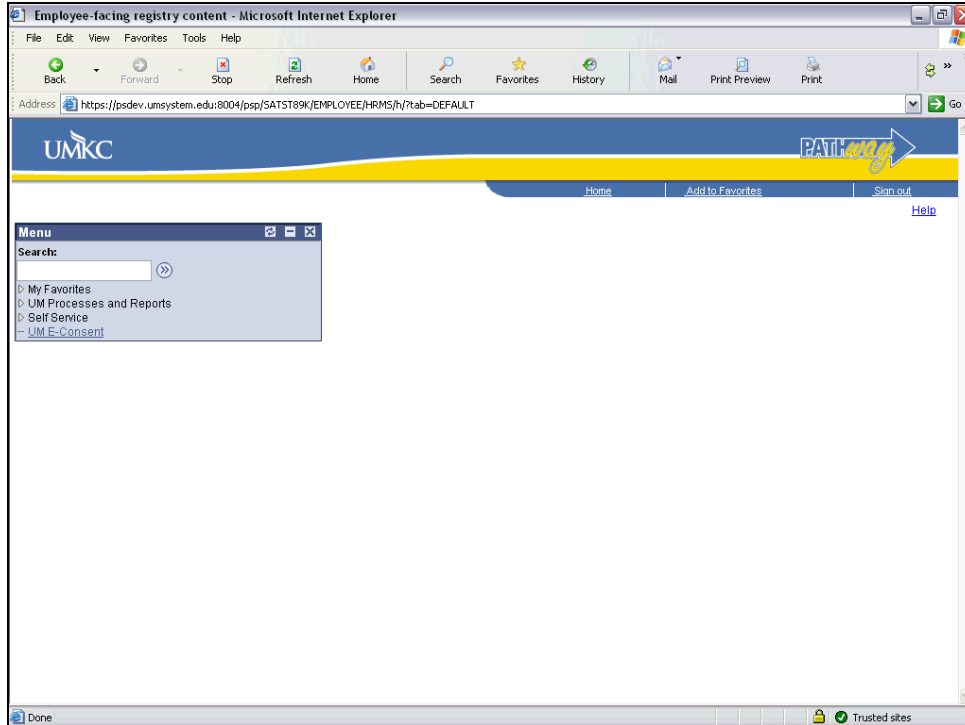 Employee-facing registry content - Microsoft Internet Explorer
File Edit View Favorites Tools Help
Back Forward Stop Refresh Home Search Favorites History Mail Print Preview Print
Address https://psdev.umsystem.edu:8004/psp/SATST89K/EMPLOYEE/HRMS/h/?tab=DEFAULT Go
UMKC PATHway
Home Add to Favorites Sign out
Help
Menu
Search:
My Favorites
UM Processes and Reports
Self Service
UM E-Consent
Done Trusted sites